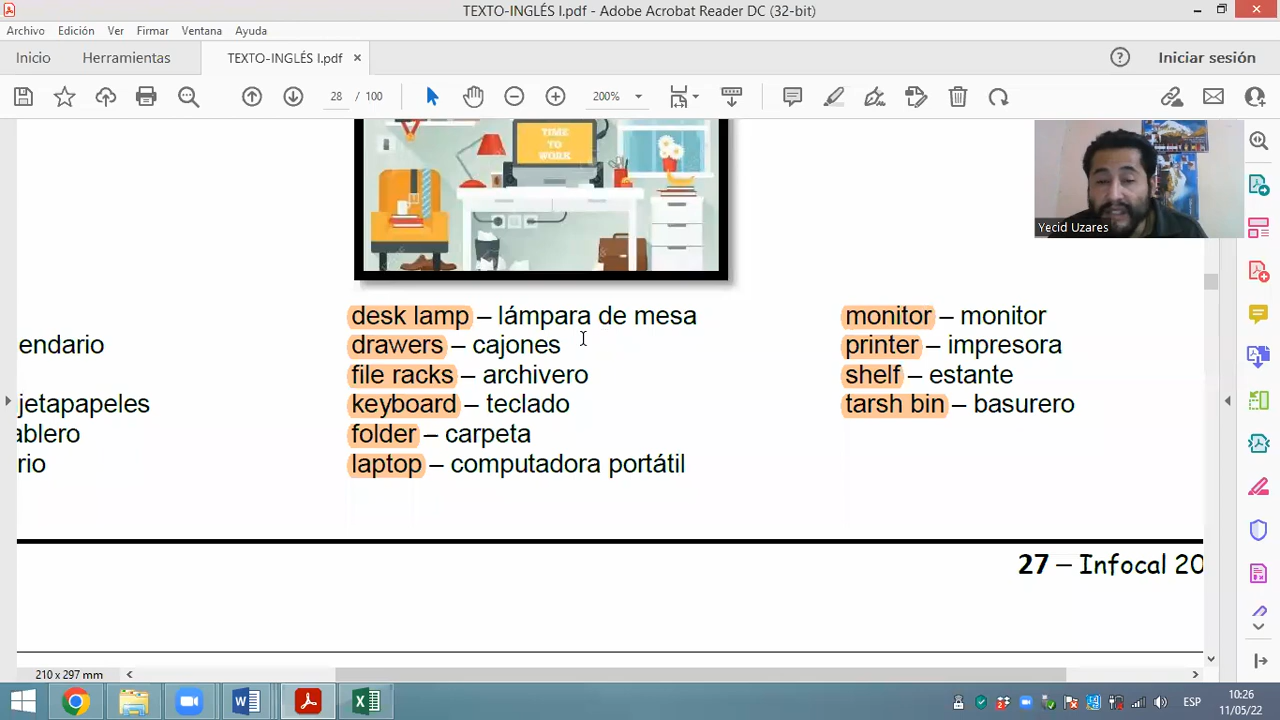 TEXTO-INGLÉS I.pdf - Adobe Acrobat Reader DC (32-bit)
Archivo Edición Ver Firmar Ventana Ayuda
Inicio Herramientas TEXTO-INGLÉS I.pdf × Iniciar sesión
28 / 100 200%
TIME
TO
WORK
Yecid Uzares
desk lamp – lámpara de mesa monitor – monitor
endario drawers – cajones printer – impresora
file racks – archivero shelf – estante
jetapapeles keyboard – teclado tarsh bin – basurero
ablero folder – carpeta
rio laptop – computadora portátil
27 – Infocal 20
210 x 297 mm
ESP 10:26
11/05/22